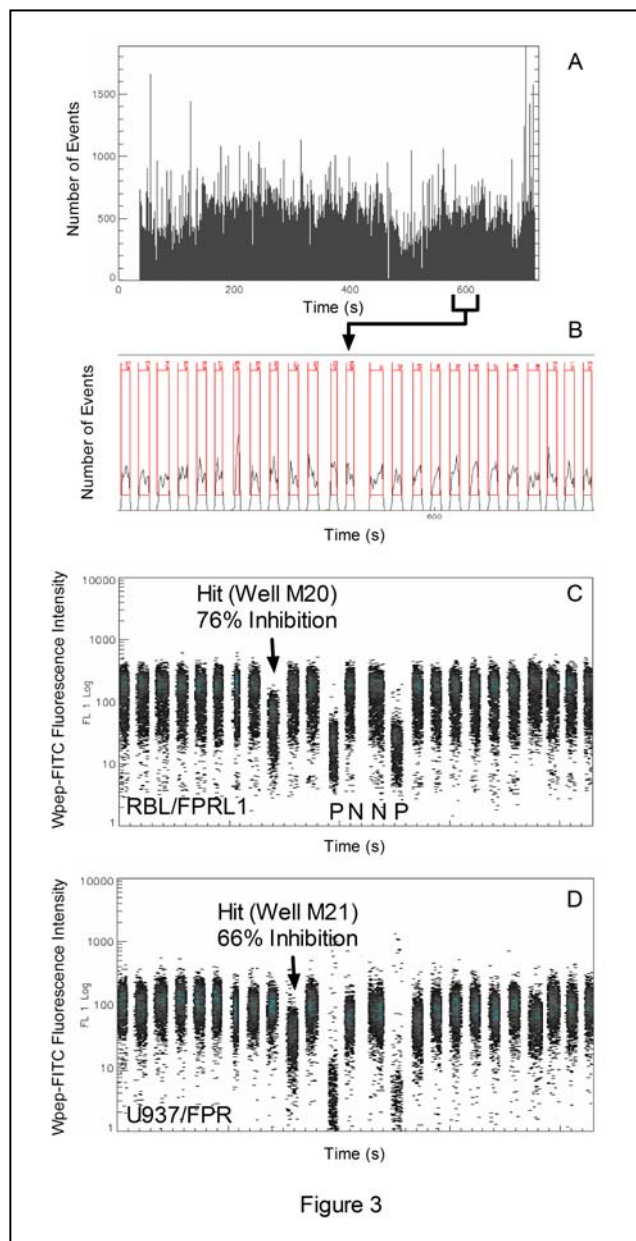 A
Number of Events
1500
1000
500
0
0
200
400
600
Time (s)
B
Number of Events
600
Time (s)
C
Hit (Well M20)
76% Inhibition
Wpep-FITC Fluorescence Intensity
FL 1 Log
10000
1000
100
10
1
RBL/FPRL1
P N N P
Time (s)
D
Hit (Well M21)
66% Inhibition
Wpep-FITC Fluorescence Intensity
FL 1 Log
10000
1000
100
10
1
U937/FPR
Time (s)
Figure 3